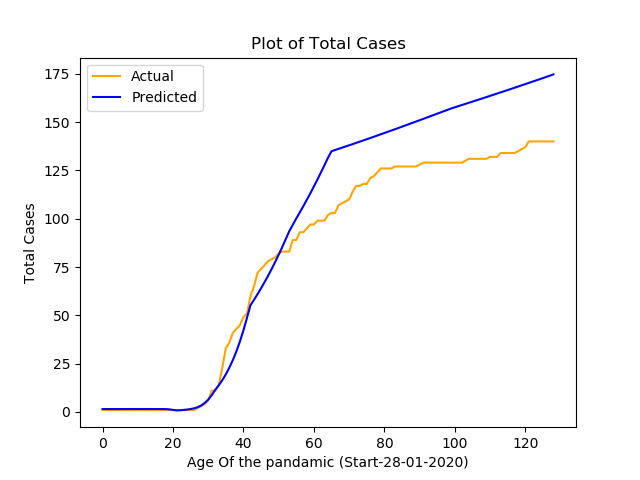 Plot of Total Cases
Actual
Predicted
175
150
125
100
75
50
25
0
Total Cases
0 20 40 60 80 100 120
Age Of the pandamic (Start-28-01-2020)